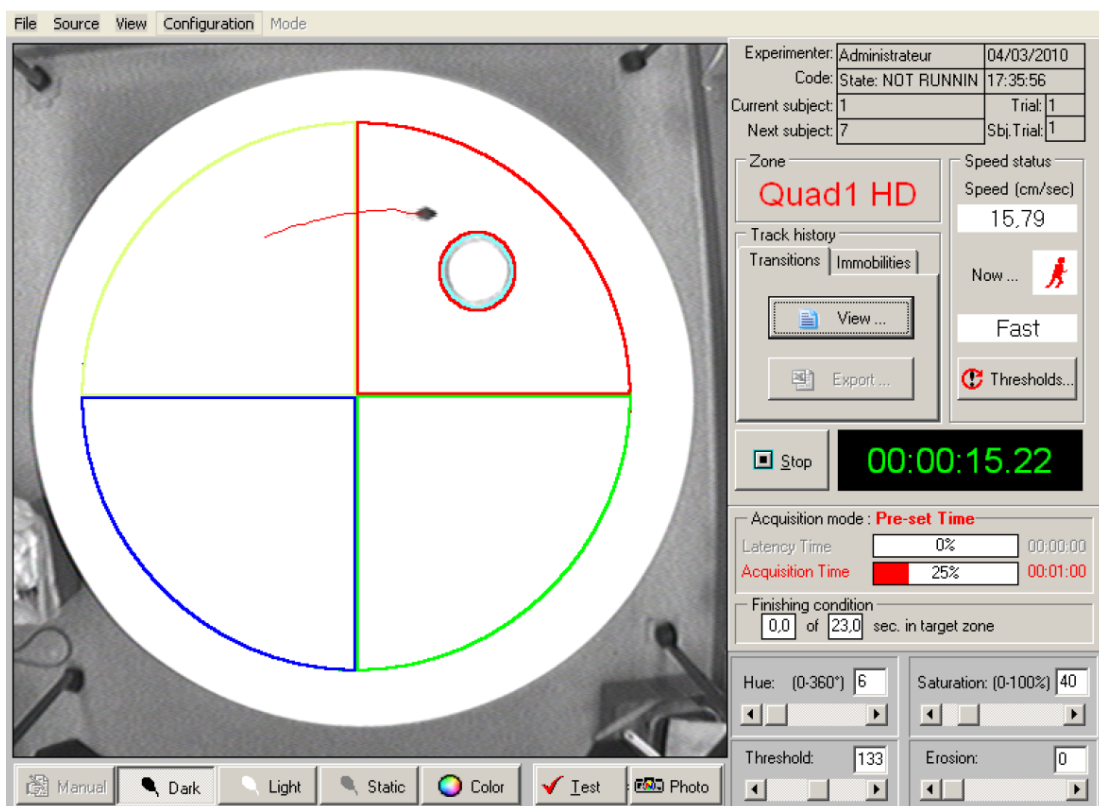 File Source View Configuration Mode
Experimenter: Administrateur 04/03/2010
Code: State: NOT RUNNIN 17:35:56
Current subject: 1 Trial: 1
Next subject: 7 Sbj.Trial: 1
Zone
Quad1 HD
Speed status
Speed (cm/sec)
15,79
Now ...
Fast
Thresholds...
Track history
Transitions Immobilities
View ...
Export ...
Stop 00:00:15.22
Acquisition mode : Pre-set Time
Latency Time 0% 00:00:00
Acquisition Time 25% 00:01:00
Finishing condition
0,0 of 23,0 sec. in target zone
Hue: (0-360°) 6 Saturation: (0-100%) 40
Threshold: 133 Erosion: 0
Manual Dark Light Static Color Test Photo